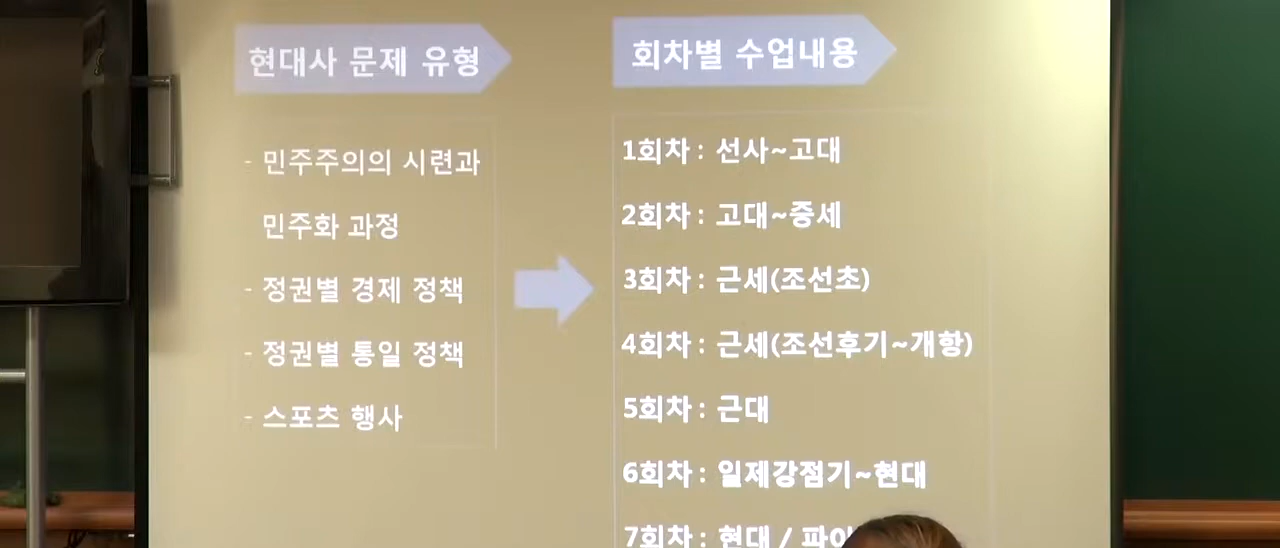 현대사 문제 유형
- 민주주의의 시련과
민주화 과정
- 정권별 경제 정책
- 정권별 통일 정책
- 스포츠 행사
회차별 수업내용
1회차 : 선사~고대
2회차 : 고대~중세
3회차 : 근세(조선초)
4회차 : 근세(조선후기~개항)
5회차 : 근대
6회차 : 일제강점기~현대
7회차 : 현대 /